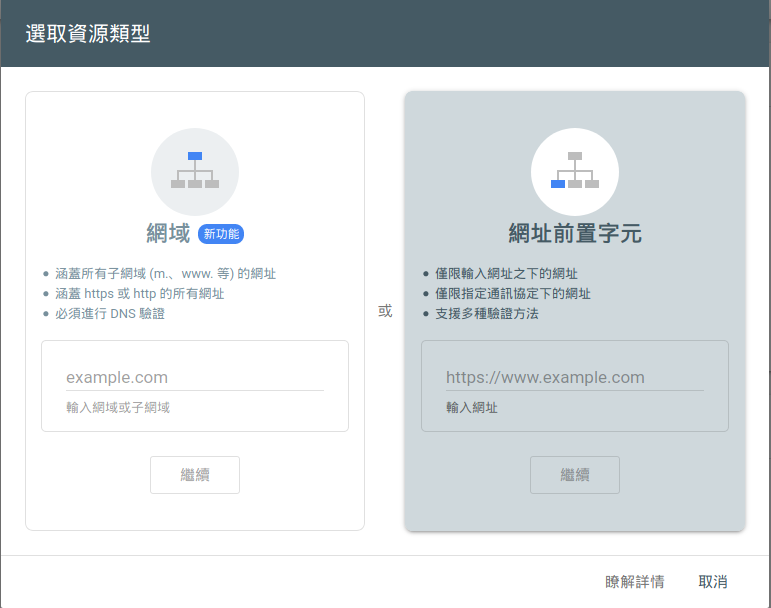 選取資源類型
網域 新功能
涵蓋所有子網域 (m.、www. 等) 的網址
涵蓋 https 或 http 的所有網址
必須進行 DNS 驗證
example.com
輸入網域或子網域
繼續
或
網址前置字元
僅限輸入網址之下的網址
僅限指定通訊協定下的網址
支援多種驗證方法
https://www.example.com
輸入網址
繼續
瞭解詳情 取消